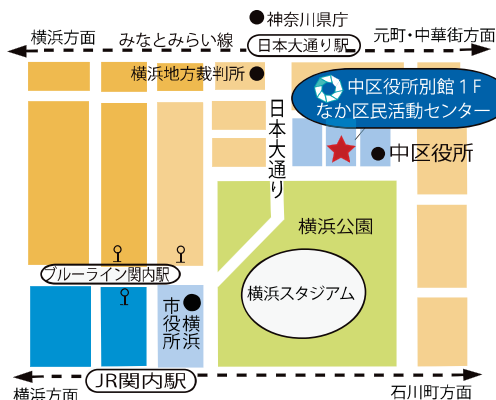 神奈川県庁
横浜方面
みなとみらい線
日本大通り駅
元町・中華街方面
横浜地方裁判所
中区役所別館1F
なか区民活動センター
日本大通り
中区役所
横浜公園
ブルーライン関内駅
横浜スタジアム
横浜
市役所
JR関内駅
横浜方面
石川町方面